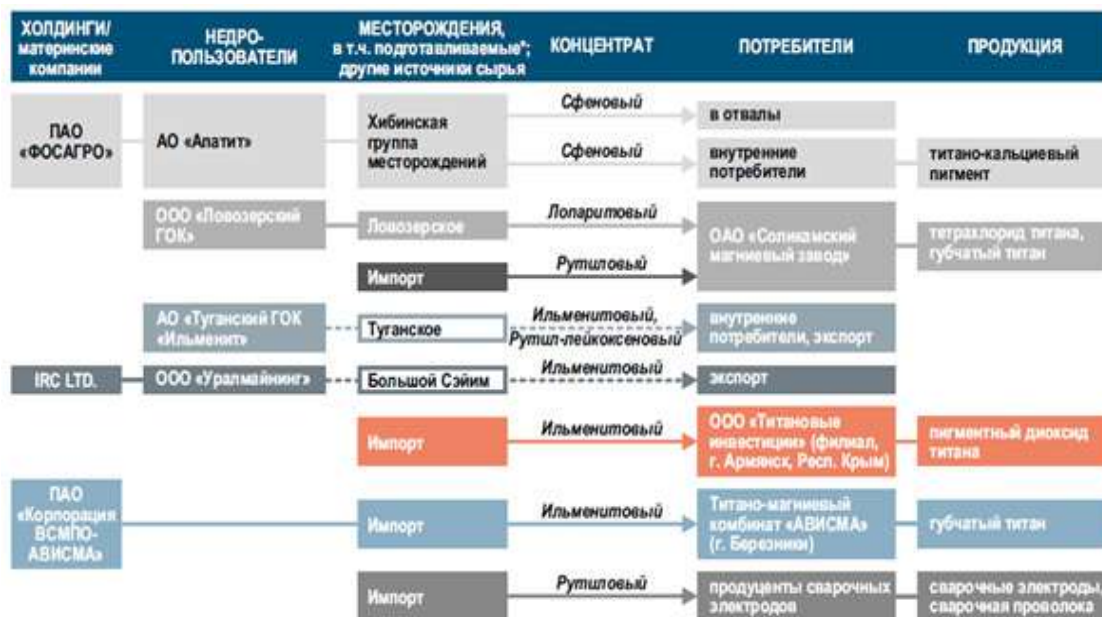 ХОЛДИНГИ/
материнские
компании
НЕДРО-
ПОЛЬЗОВАТЕЛИ
МЕСТОРОЖДЕНИЯ,
в т.ч. подготавливаемые*;
другие источники сырья
КОНЦЕНТРАТ
ПОТРЕБИТЕЛИ
ПРОДУКЦИЯ
ПАО
«ФОСАГРО»
АО «Апатит»
Хибинская
группа
месторождений
Сфеновый
в отвалы
Сфеновый
внутренние
потребители
титано-кальциевый
пигмент
ООО «Ловозерский
ГОК»
Ловозерское
Лопаритовый
ОАО «Соликамский
магниевый завод»
тетрахлорид титана,
губчатый титан
Импорт
Рутиловый
АО «Туганский ГОК
«Ильменит»
Туганское
Ильменитовый,
Рутил-лейкоксеновый
внутренние
потребители, экспорт
IRC LTD.
ООО «Уралмайнинг»
Большой Сэйим
Ильменитовый
экспорт
Импорт
Ильменитовый
ООО «Титановые
инвестиции» (филиал,
г. Армянск, Респ. Крым)
пигментный диоксид
титана
ПАО
«Корпорация
ВСМПО-
АВИСМА»
Импорт
Ильменитовый
Титано-магниевый
комбинат «АВИСМА»
(г. Березники)
губчатый титан
Импорт
Рутиловый
продуценты сварочных
электродов
сварочные электроды,
сварочная проволока